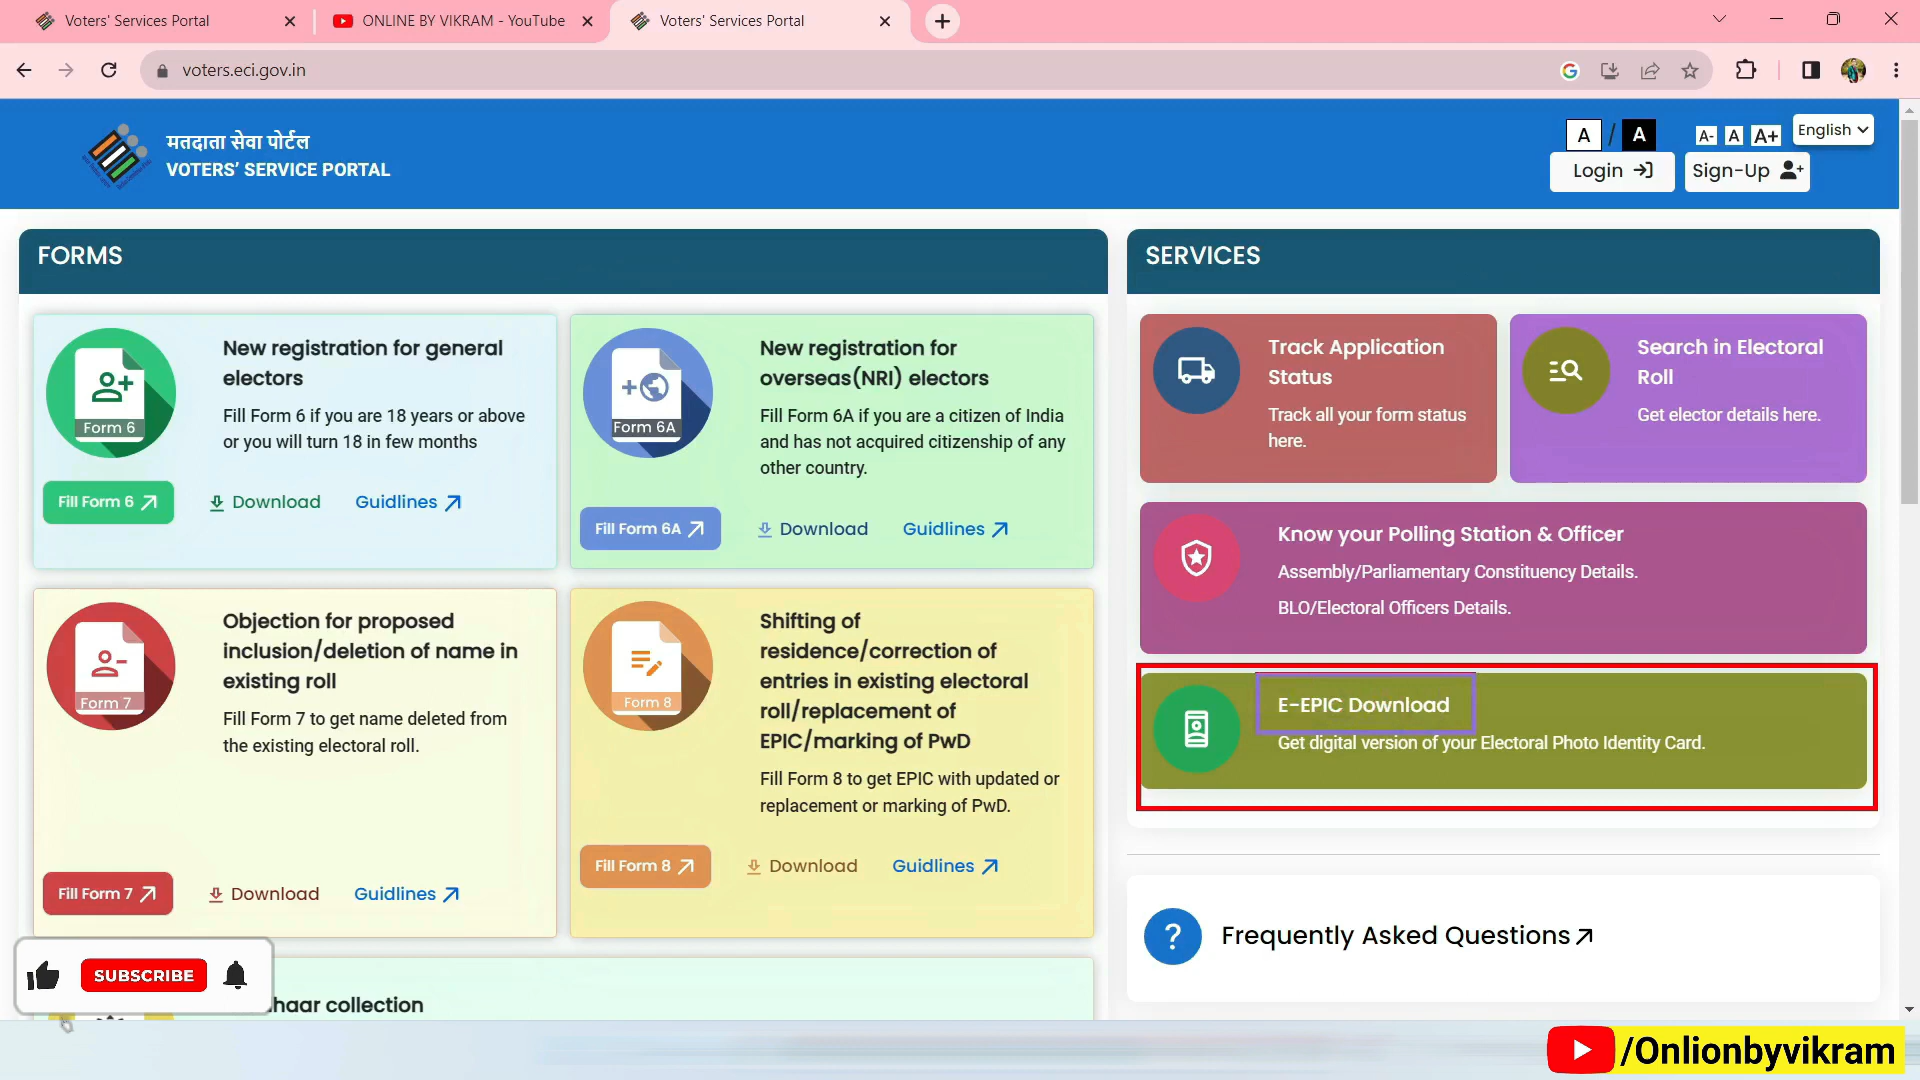 Voters' Services Portal
ONLINE BY VIKRAM - YouTube
Voters' Services Portal
voters.eci.gov.in
मतदाता सेवा पोर्टल
VOTERS’ SERVICE PORTAL
A / A
A- A A+
English
Login
Sign-Up
FORMS
New registration for general
electors
Fill Form 6 if you are 18 years or above
or you will turn 18 in few months
Form 6
Fill Form 6
Download
Guidlines
New registration for
overseas(NRI) electors
Fill Form 6A if you are a citizen of India
and has not acquired citizenship of any
other country.
Form 6A
Fill Form 6A
Download
Guidlines
Objection for proposed
inclusion/deletion of name in
existing roll
Fill Form 7 to get name deleted from
the existing electoral roll.
Form 7
Fill Form 7
Download
Guidlines
Shifting of
residence/correction of
entries in existing electoral
roll/replacement of
EPIC/marking of PwD
Fill Form 8 to get EPIC with updated or
replacement or marking of PwD.
Form 8
Fill Form 8
Download
Guidlines
haar collection
SERVICES
Track Application
Status
Track all your form status
here.
Search in Electoral
Roll
Get elector details here.
Know your Polling Station & Officer
Assembly/Parliamentary Constituency Details.
BLO/Electoral Officers Details.
E-EPIC Download
Get digital version of your Electoral Photo Identity Card.
?
Frequently Asked Questions
SUBSCRIBE
/Onlionbyvikram